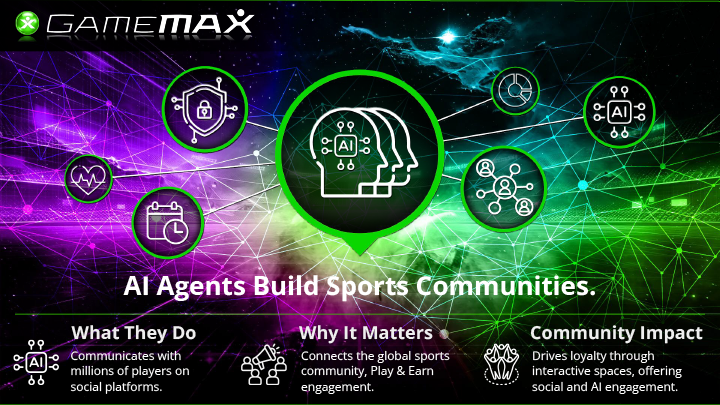 GAMEMAX
AI
AI
AI Agents Build Sports Communities.
What They Do
Communicates with
millions of players on
social platforms.
AI
Why It Matters
Connects the global sports
community, Play & Earn
engagement.
Community Impact
Drives loyalty through
interactive spaces, offering
social and AI engagement.